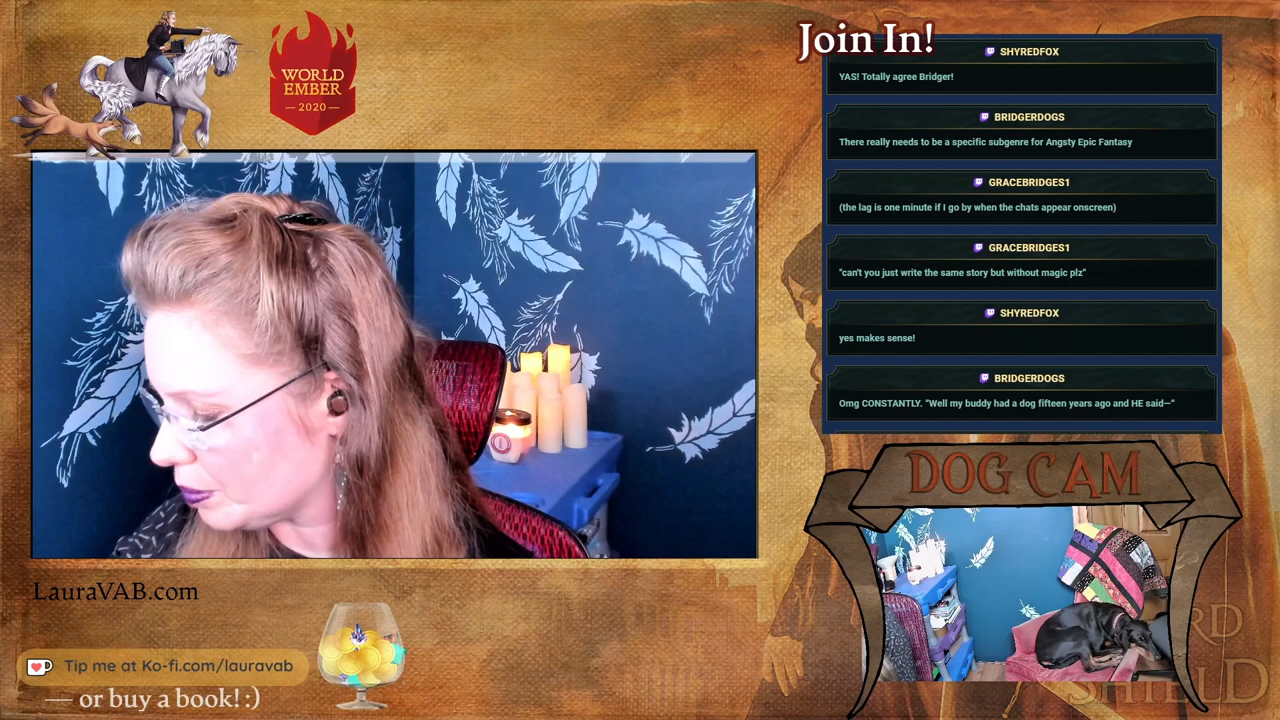 Join In!
WORLD
EMBER
— 2020 —
SHYREDFOX
YAS! Totally agree Bridger!
BRIDGERDOGS
There really needs to be a specific subgenre for Angsty Epic Fantasy
GRACEBRIDGES1
(the lag is one minute if I go by when the chats appear onscreen)
GRACEBRIDGES1
"can't you just write the same story but without magic plz"
SHYREDFOX
yes makes sense!
BRIDGERDOGS
Omg CONSTANTLY. "Well my buddy had a dog fifteen years ago and HE said—"
DOG CAM
LauraVAB.com
Tip me at Ko-fi.com/lauravab
— or buy a book! :)
SHIELD